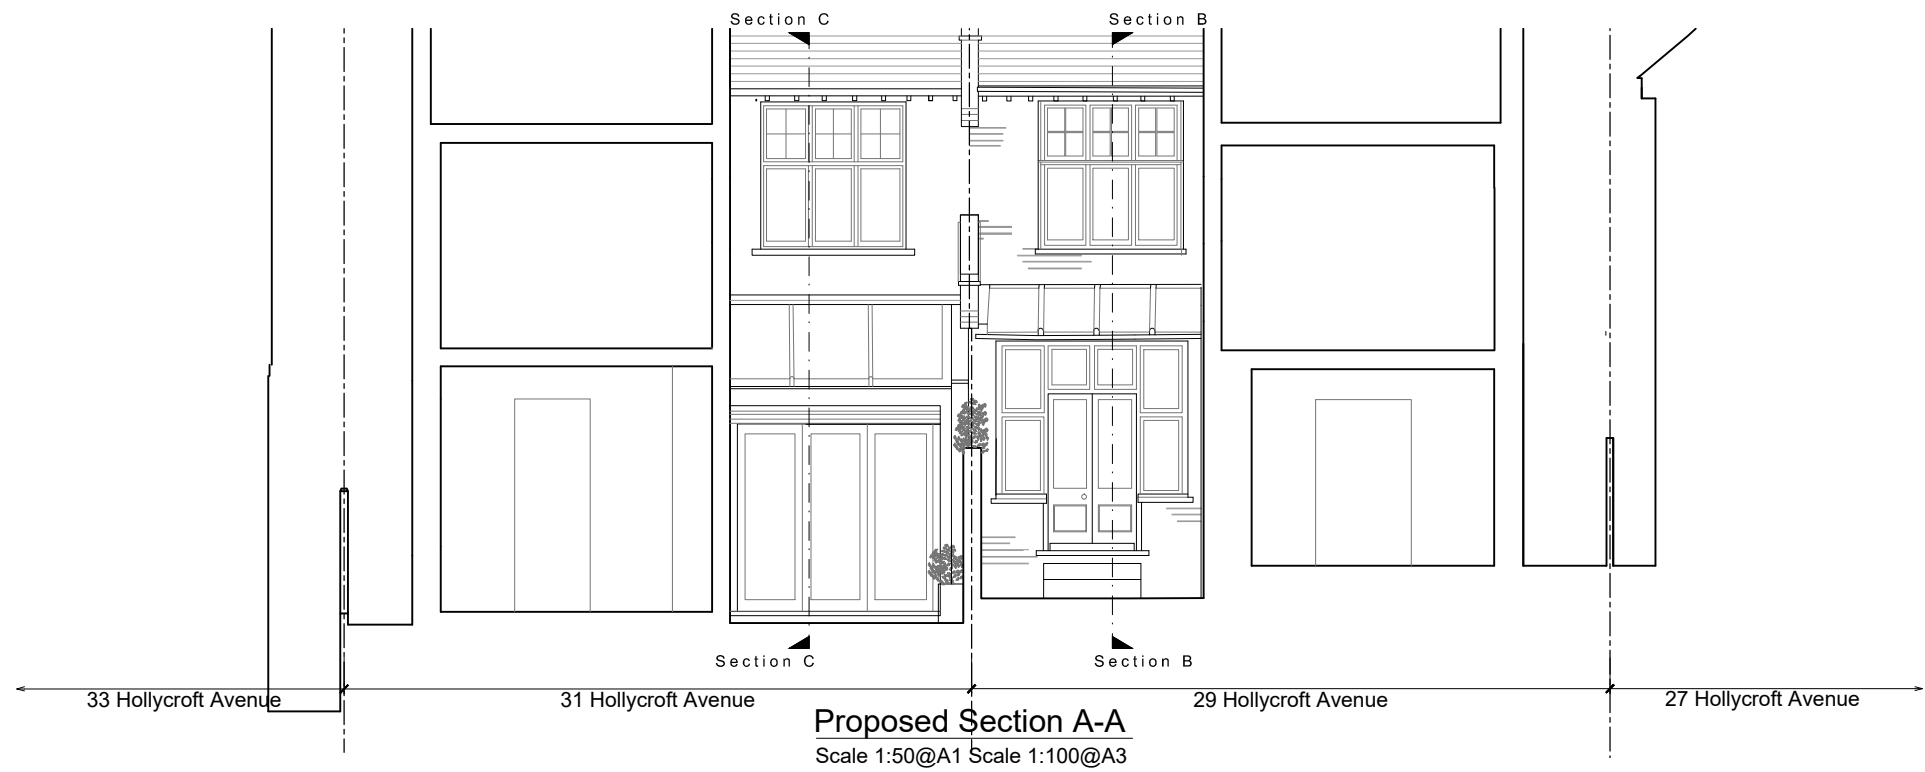 Section C
Section B
Section C
Section B
33 Hollycroft Avenue
31 Hollycroft Avenue
29 Hollycroft Avenue
27 Hollycroft Avenue
Proposed Section A-A
Scale 1:50@A1 Scale 1:100@A3